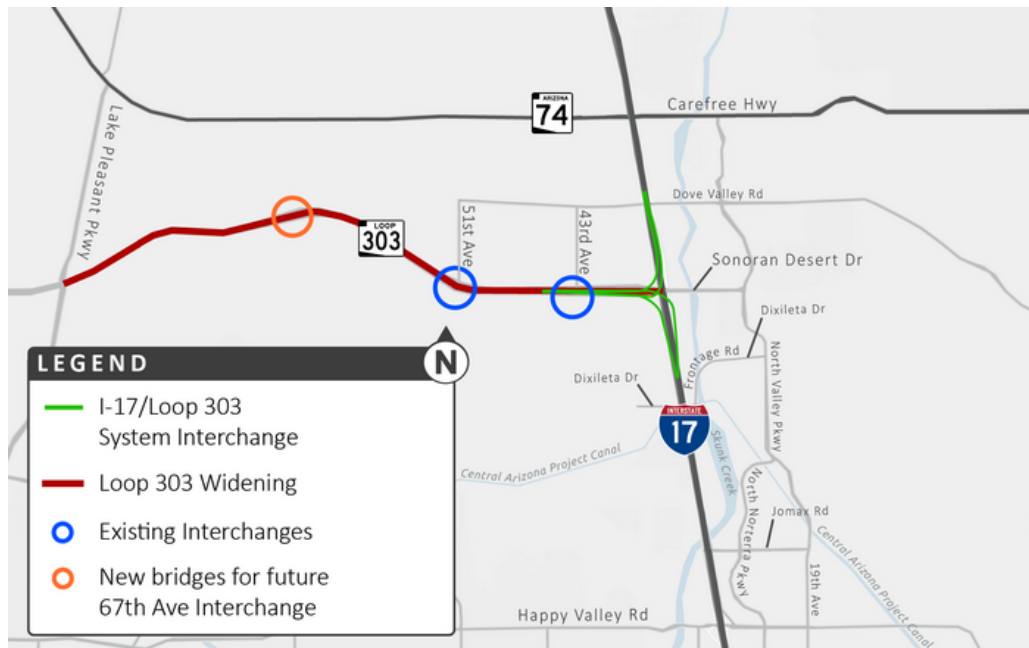 ARIZONA
74
Carefree Hwy
Lake Pleasant Pkwy
Dove Valley Rd
51st Ave
43rd Ave
LOOP
303
Sonoran Desert Dr
Dixileta Dr
Frontage Rd
North Valley Pkwy
Dixileta Dr
INTERSTATE
17
Skunk Creek
Central Arizona Project Canal
North Norterra Pkwy
Jomax Rd
19th Ave
Central Arizona Project Canal
Happy Valley Rd
N
LEGEND
I-17/Loop 303
System Interchange
Loop 303 Widening
Existing Interchanges
New bridges for future
67th Ave Interchange